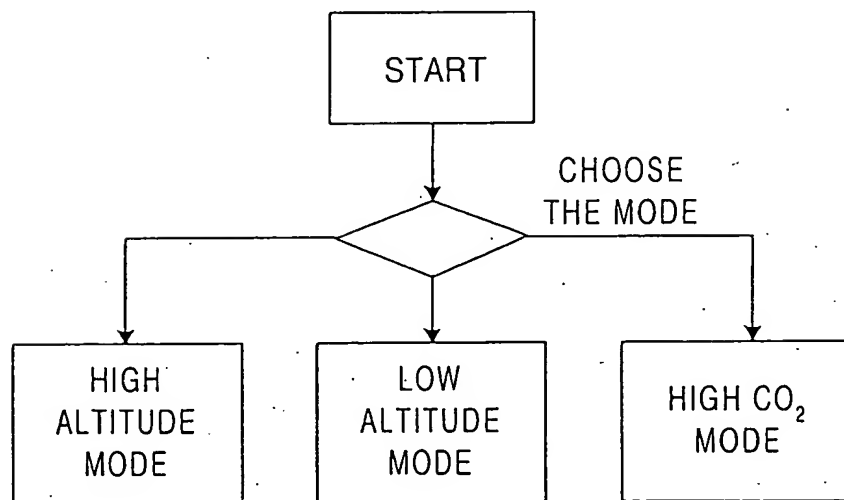 START
CHOOSE
THE MODE
HIGH
ALTITUDE
MODE
LOW
ALTITUDE
MODE
HIGH CO₂
MODE